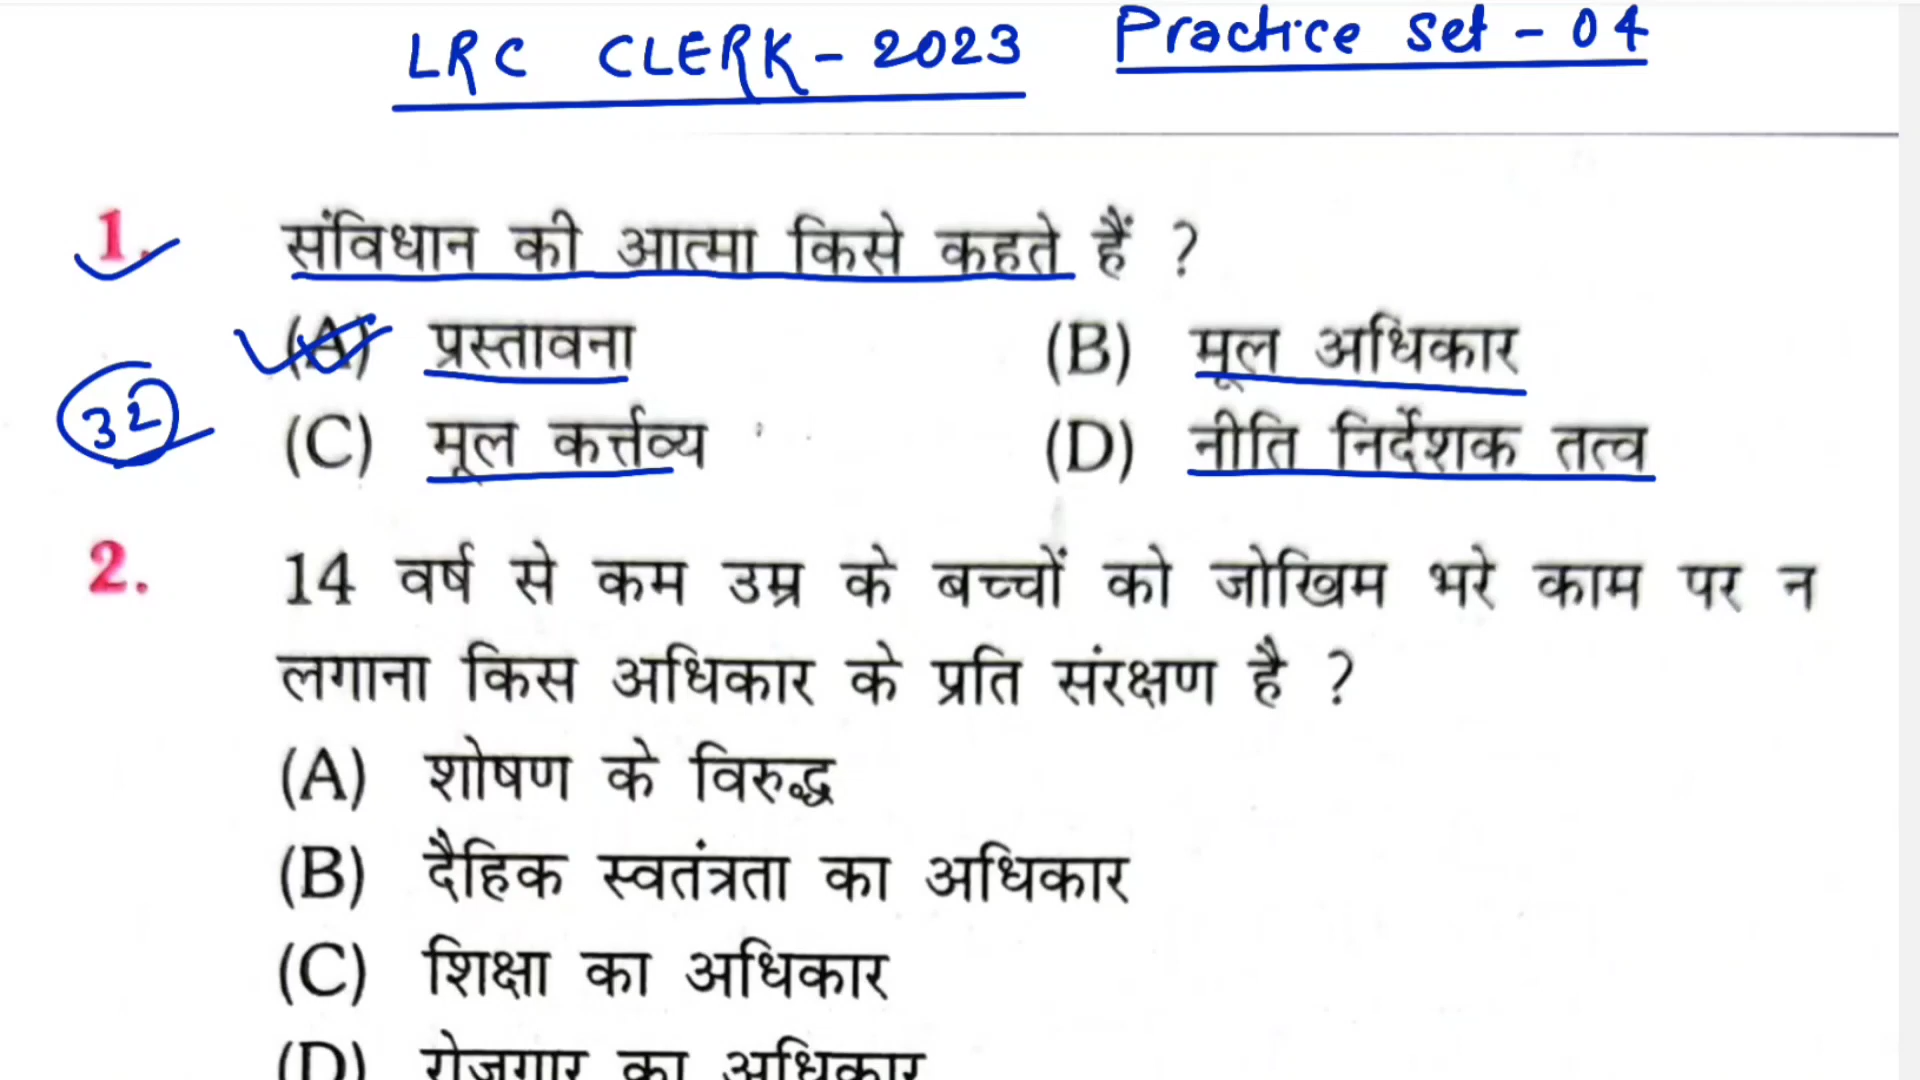 LRC CLERK - 2023 Practice set - 04
1. संविधान की आत्मा किसे कहते हैं ?
(A) प्रस्तावना (B) मूल अधिकार
32 (C) मूल कर्त्तव्य (D) नीति निर्देशक तत्व
2. 14 वर्ष से कम उम्र के बच्चों को जोखिम भरे काम पर न
लगाना किस अधिकार के प्रति संरक्षण है ?
(A) शोषण के विरुद्ध
(B) दैहिक स्वतंत्रता का अधिकार
(C) शिक्षा का अधिकार
(D) रोजगार का अधिकार